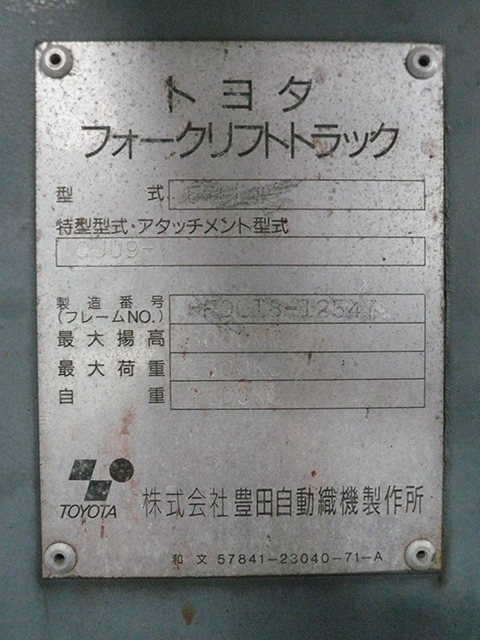 トヨタ
フォークリフトトラック
型式
特型型式・アタッチメント型式
製造番号
(フレームNO.)
最大揚高
最大荷重
自重
TOYOTA
株式会社 豊田自動織機製作所
和文 57841-23040-71-A